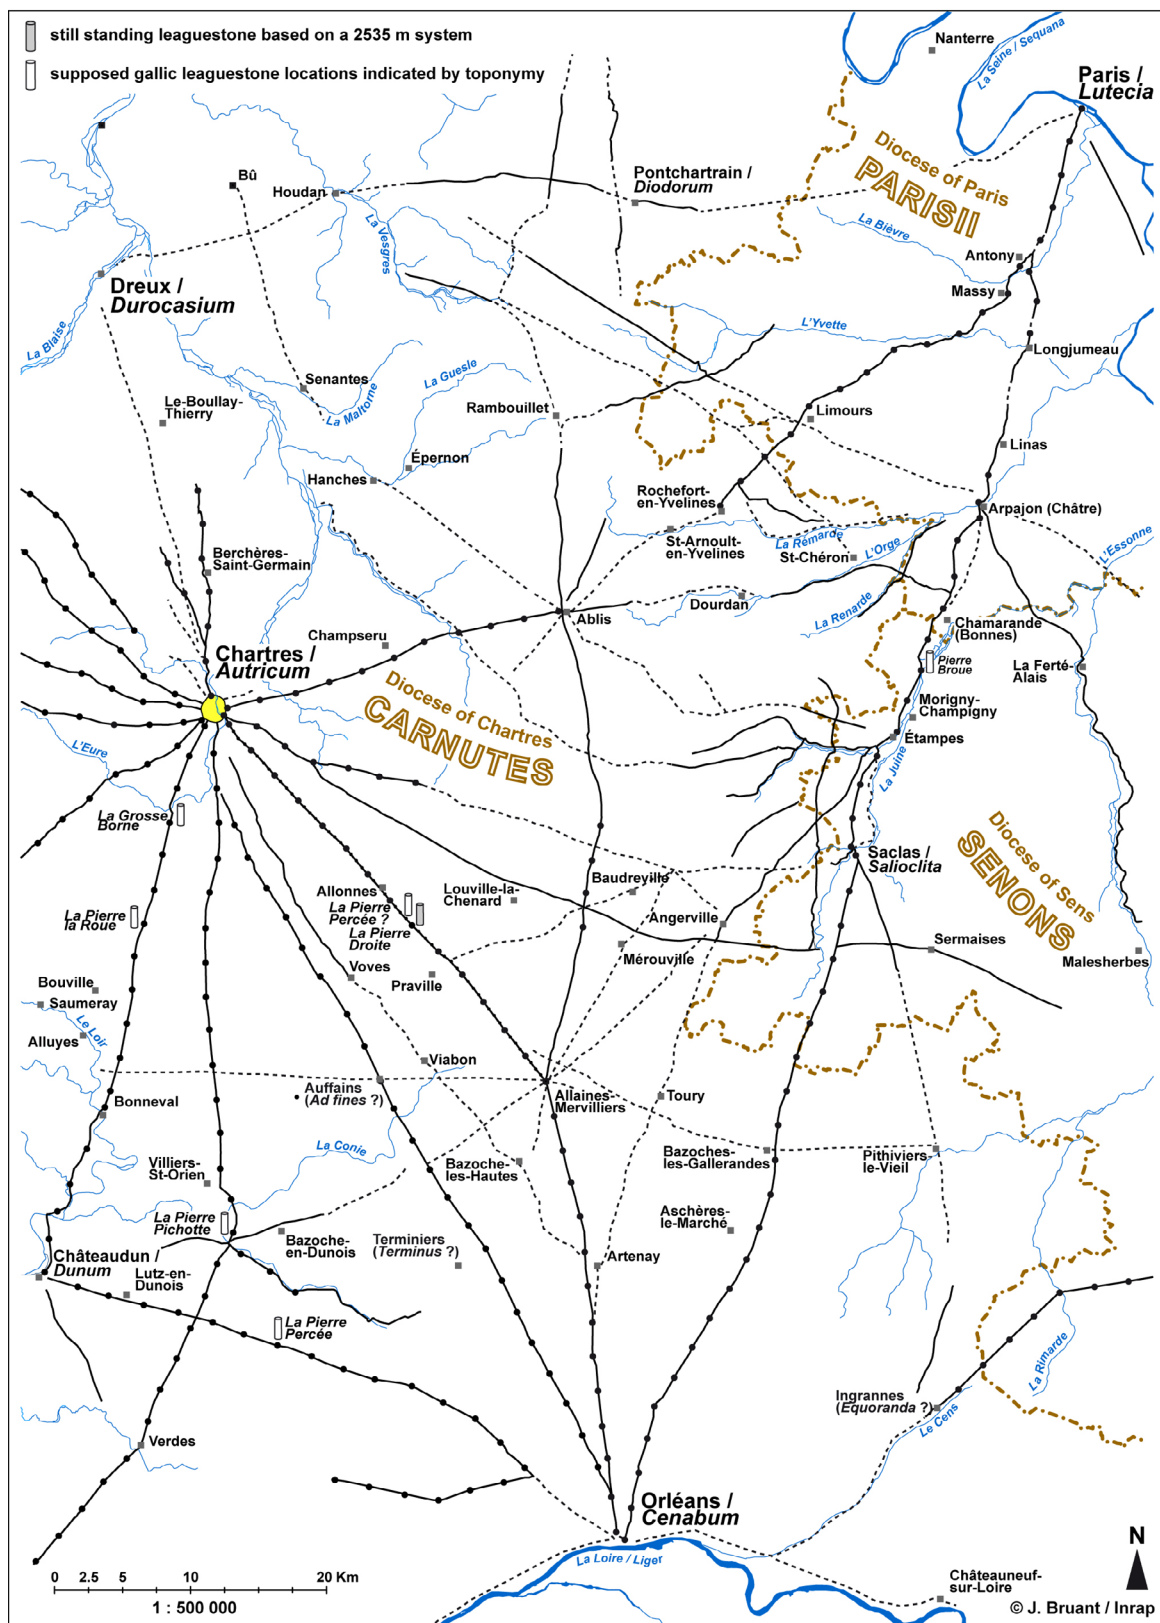 still standing leaguestone based on a 2535 m system
supposed gallic leaguestone locations indicated by toponymy
Nanterre
La Seine / Sequana
Paris /
Lutecia
Diocese of Paris
PARISII
Bû
Houdan
Pontchartrain /
Diodorum
La Vesgres
La Bièvre
Antony
Massy
Dreux /
Durocasium
La Blaise
L'Yvette
Longjumeau
Senantes
La Guesle
La Maltorne
Le-Boullay-
Thierry
Rambouillet
Limours
Linas
Épernon
Hanches
Rochefort-
en-Yvelines
Arpajon (Châtre)
St-Arnoult-
en-Yvelines
La Rémarde
L'Orge
St-Chéron
L'Essonne
Berchères-
Saint-Germain
Dourdan
La Renarde
Ablis
Champseru
Chamarande
(Bonnes)
Chartres /
Autricum
Pierre
Broue
La Ferté-
Alais
Diocese of Chartres
CARNUTES
Morigny-
Champigny
Étampes
L'Eure
La Juine
La Grosse
Borne
Diocese of Sens
SENONS
Saclas /
Salioclita
Allonnes
La Pierre
Percée ?
La Pierre
Droite
Louville-la-
Chenard
Baudreville
Angerville
La Pierre
la Roue
Sermaises
Malesherbes
Mérouville
Voves
Praville
Bouville
Saumeray
Le Loir
Alluyes
Viabon
Auffains
(Ad fines ?)
Allaines-
Mervilliers
Toury
Bonneval
La Conie
Villiers-
St-Orien
Bazoche-
les-Hautes
Bazoches-
les-Gallerandes
Pithiviers-
le-Vieil
La Pierre
Pichotte
Aschères-
le-Marché
Bazoche-
en-Dunois
Terminiers
(Terminus ?)
Artenay
Châteaudun /
Dunum
Lutz-en-
Dunois
La Pierre
Percée
La Rimarde
Ingrannes
(Equoranda ?)
Le Cens
Verdes
Orléans /
Cenabum
La Loire / Liger
N
Châteauneuf-
sur-Loire
0 2.5 5 10 20 Km
1 : 500 000
© J. Bruant / Inrap